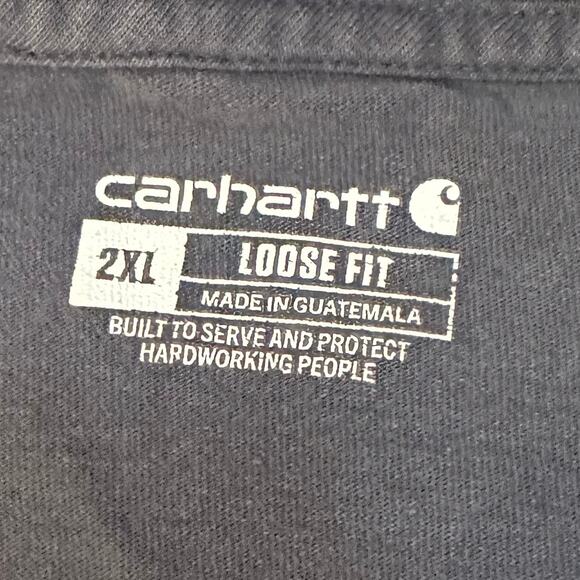 carhartt
2XL LOOSE FIT
MADE IN GUATEMALA
BUILT TO SERVE AND PROTECT
HARDWORKING PEOPLE